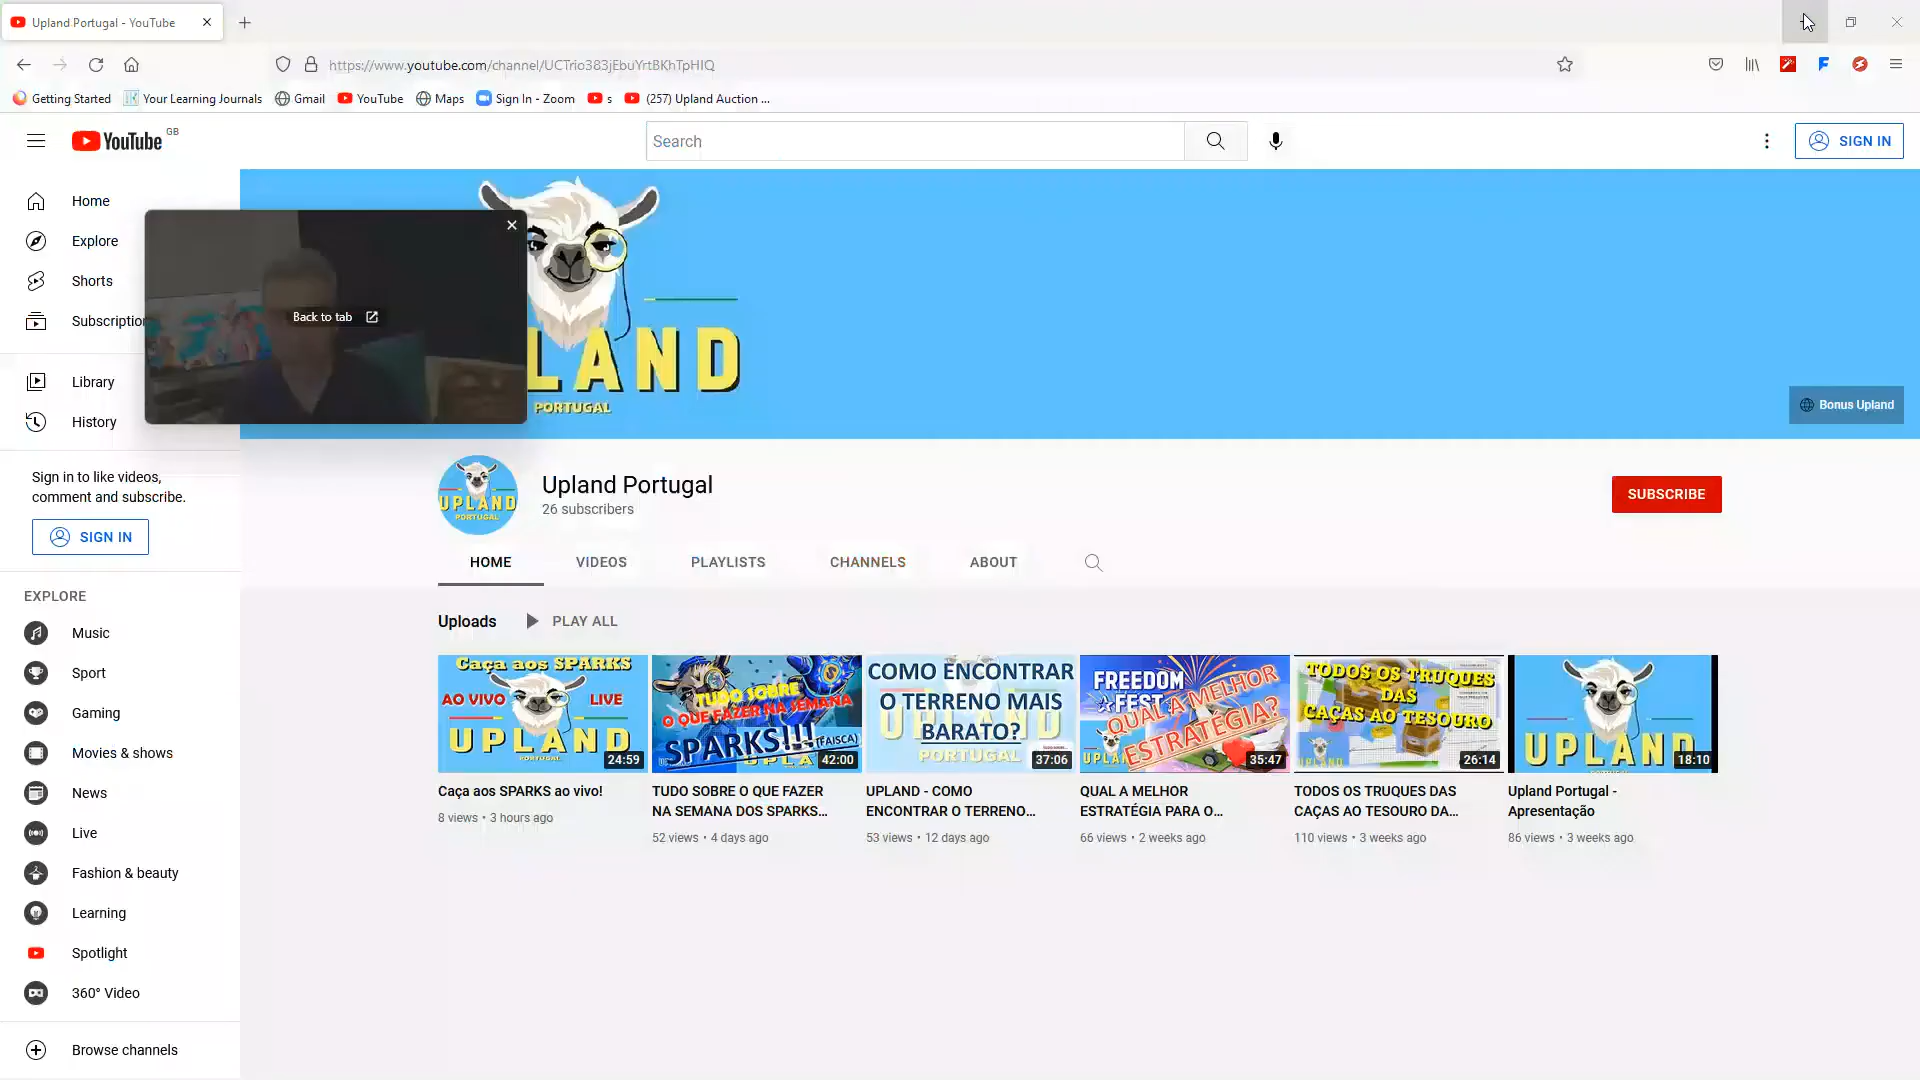 Upland Portugal - YouTube
https://www.youtube.com/channel/UCTrio383jEbuYrtBKhTpHIQ
Getting Started
Your Learning Journals
Gmail
YouTube
Maps
Sign In - Zoom
s
(257) Upland Auction ...
YouTube GB
Search
SIGN IN
Home
Explore
Shorts
Subscription
Library
History
Back to tab
LAND
PORTUGAL
Bonus Upland
Sign in to like videos,
comment and subscribe.
SIGN IN
UPLAND
PORTUGAL
Upland Portugal
26 subscribers
SUBSCRIBE
HOME
VIDEOS
PLAYLISTS
CHANNELS
ABOUT
EXPLORE
Music
Sport
Gaming
Movies & shows
News
Live
Fashion & beauty
Learning
Spotlight
360° Video
Browse channels
Uploads
PLAY ALL
Caça aos SPARKS
AO VIVO LIVE
UPLAND
24:59
Caça aos SPARKS ao vivo!
8 views • 3 hours ago
TUDO SOBRE
O QUE FAZER NA SEMANA
SPARKS!!! (FAISCA)
42:00
TUDO SOBRE O QUE FAZER
NA SEMANA DOS SPARKS...
52 views • 4 days ago
COMO ENCONTRAR
O TERRENO MAIS
BARATO?
PORTUGAL
37:06
UPLAND - COMO
ENCONTRAR O TERRENO...
53 views • 12 days ago
FREEDOM
FEST
QUAL A MELHOR
ESTRATEGIA?
35:47
QUAL A MELHOR
ESTRATÉGIA PARA O...
66 views • 2 weeks ago
TODOS OS TRUQUES
DAS
CAÇAS AO TESOURO
26:14
TODOS OS TRUQUES DAS
CAÇAS AO TESOURO DA...
110 views • 3 weeks ago
UPLAND
18:10
Upland Portugal -
Apresentação
86 views • 3 weeks ago